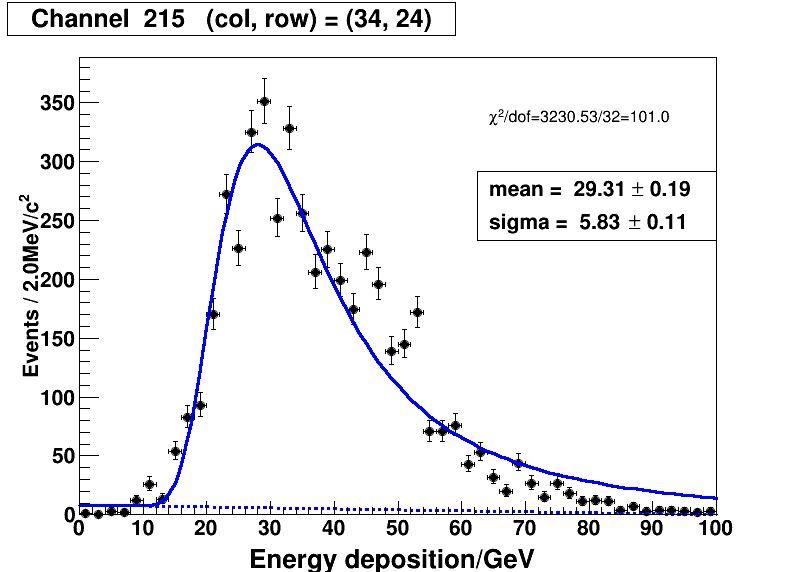 Channel 215 (col, row) = (34, 24)
χ²/dof=3230.53/32=101.0
mean = 29.31 ± 0.19
sigma = 5.83 ± 0.11
Events / 2.0MeV/c²
350
300
250
200
150
100
50
0
0 10 20 30 40 50 60 70 80 90 100
Energy deposition/GeV